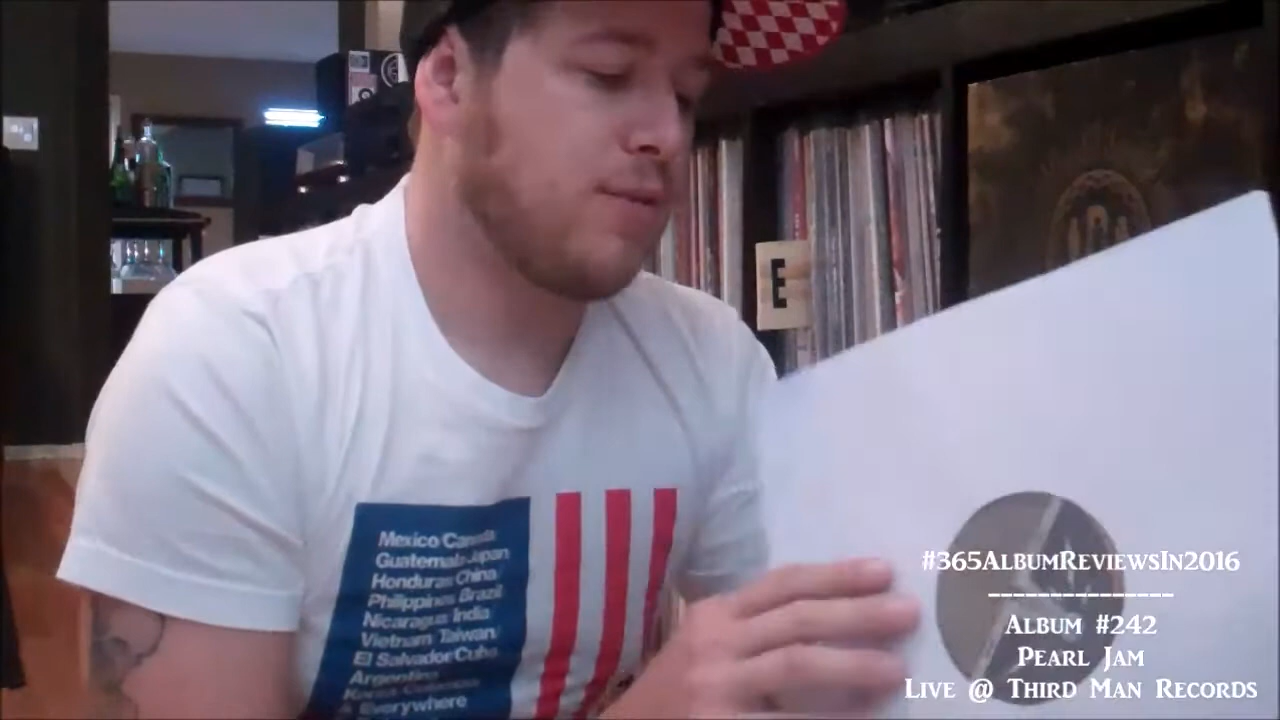 E
Mexico Canada
Guatemala Japan
Honduras China
Philippines Brazil
Nicaragua India
Vietnam Taiwan
El Salvador Cuba
Argentina
Everywhere
#365AlbumReviewsIn2016
---------------
Album #242
Pearl Jam
Live @ Third Man Records